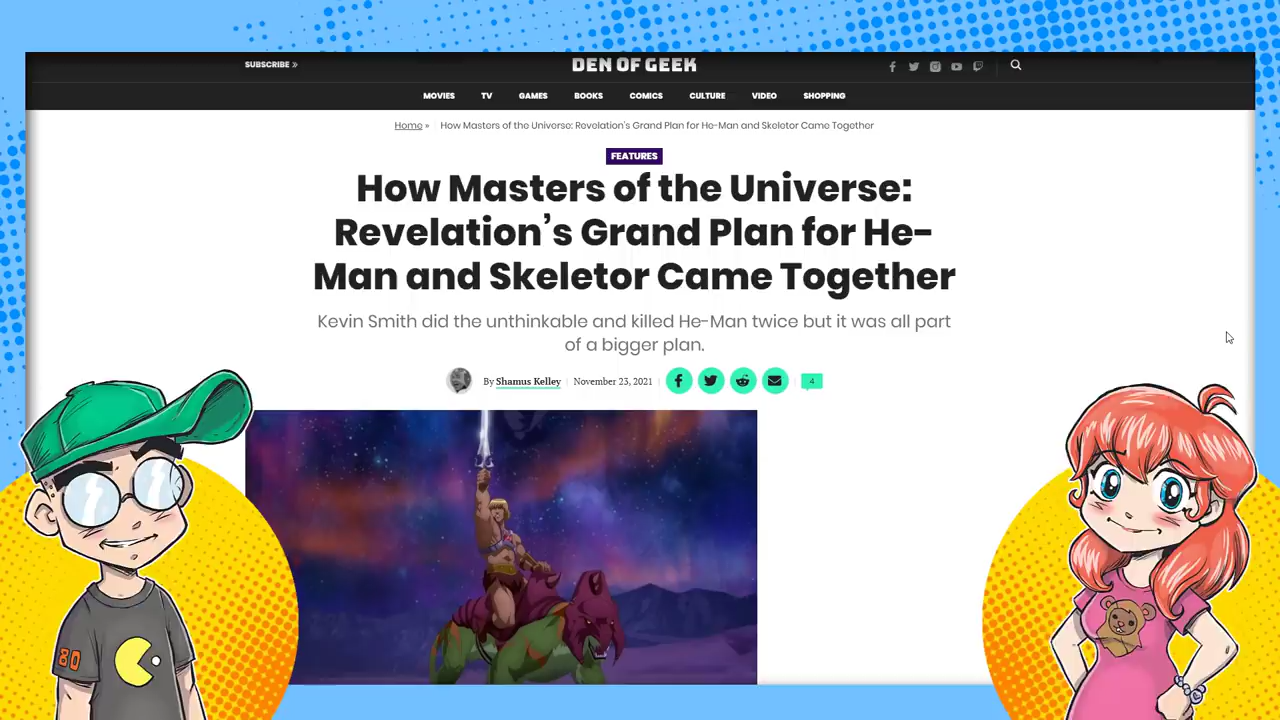 SUBSCRIBE »
DEN OF GEEK
MOVIES TV GAMES BOOKS COMICS CULTURE VIDEO SHOPPING
Home » How Masters of the Universe: Revelation's Grand Plan for He-Man and Skeletor Came Together
FEATURES
How Masters of the Universe:
Revelation’s Grand Plan for He-
Man and Skeletor Came Together
Kevin Smith did the unthinkable and killed He-Man twice but it was all part
of a bigger plan.
By Shamus Kelley | November 23, 2021 | 4
80